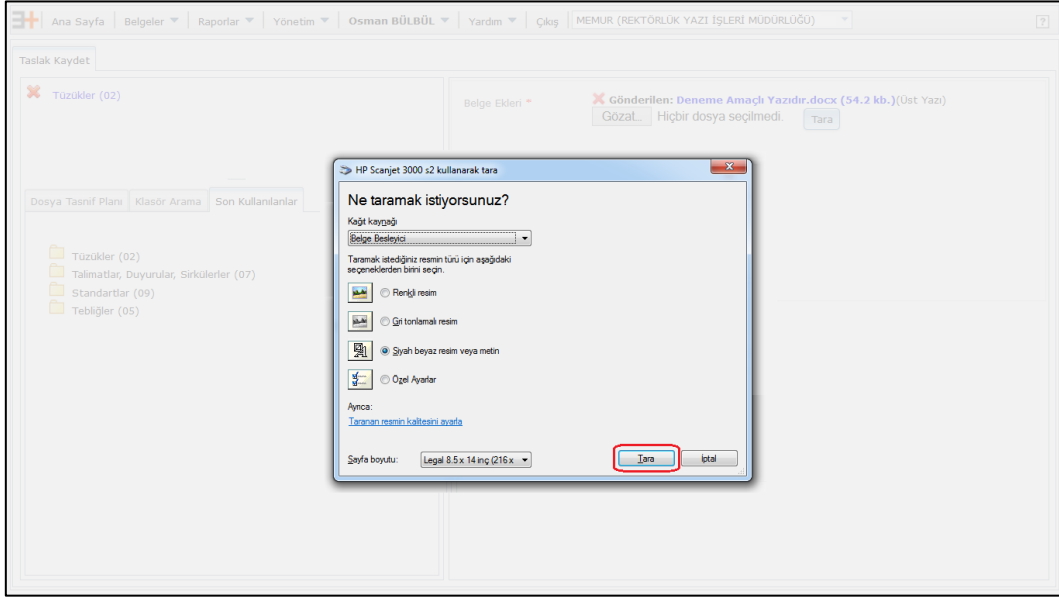 Ana Sayfa Belgeler Raporlar Yönetim Osman BÜLBÜL Yardım Çıkış MEMUR (REKTÖRLÜK YAZI İŞLERİ MÜDÜRLÜĞÜ) ?
Taslak Kaydet
Tüzükler (02)
Belge Ekleri * Gönderilen: Deneme Amaçlı Yazıdır.docx (54.2 kb.)(Üst Yazı)
Gözat... Hiçbir dosya seçilmedi. Tara
Dosya Tasnif Planı Klasör Arama Son Kullanılanlar
Tüzükler (02)
Talimatlar, Duyurular, Sirkülerler (07)
Standartlar (09)
Tebliğler (05)
HP Scanjet 3000 s2 kullanarak tara
Ne taramak istiyorsunuz?
Kağıt kaynağı
Belge Besleyici
Taramak istediğiniz resmin türü için aşağıdaki
seçeneklerden birini seçin.
Renkli resim
Gri tonlamalı resim
Siyah beyaz resim veya metin
Özel Ayarlar
Ayrıca:
Taranan resmin kalitesini ayarla
Sayfa boyutu: Legal 8.5 x 14 inç (216 x Tara İptal